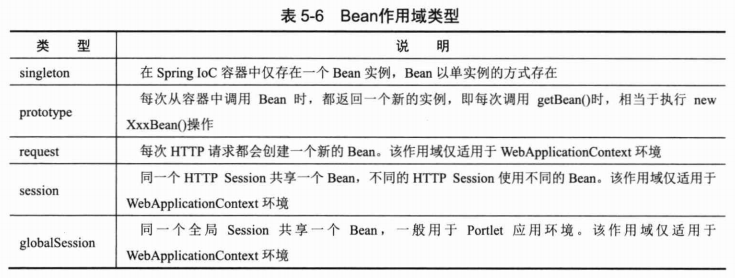 表 5-6 Bean作用域类型
类 型 说 明
singleton 在 Spring IoC 容器中仅存在一个 Bean 实例，Bean 以单实例的方式存在
prototype 每次从容器中调用 Bean 时，都返回一个新的实例，即每次调用 getBean()时，相当于执行 new
XxxBean()操作
request 每次 HTTP 请求都会创建一个新的 Bean。该作用域仅适用于 WebApplicationContext 环境
session 同一个 HTTP Session 共享一个 Bean，不同的 HTTP Session 使用不同的 Bean。该作用域仅适用于
WebApplicationContext 环境
globalSession 同一个全局 Session 共享一个 Bean，一般用于 Portlet 应用环境。该作用域仅适用于
WebApplicationContext 环境